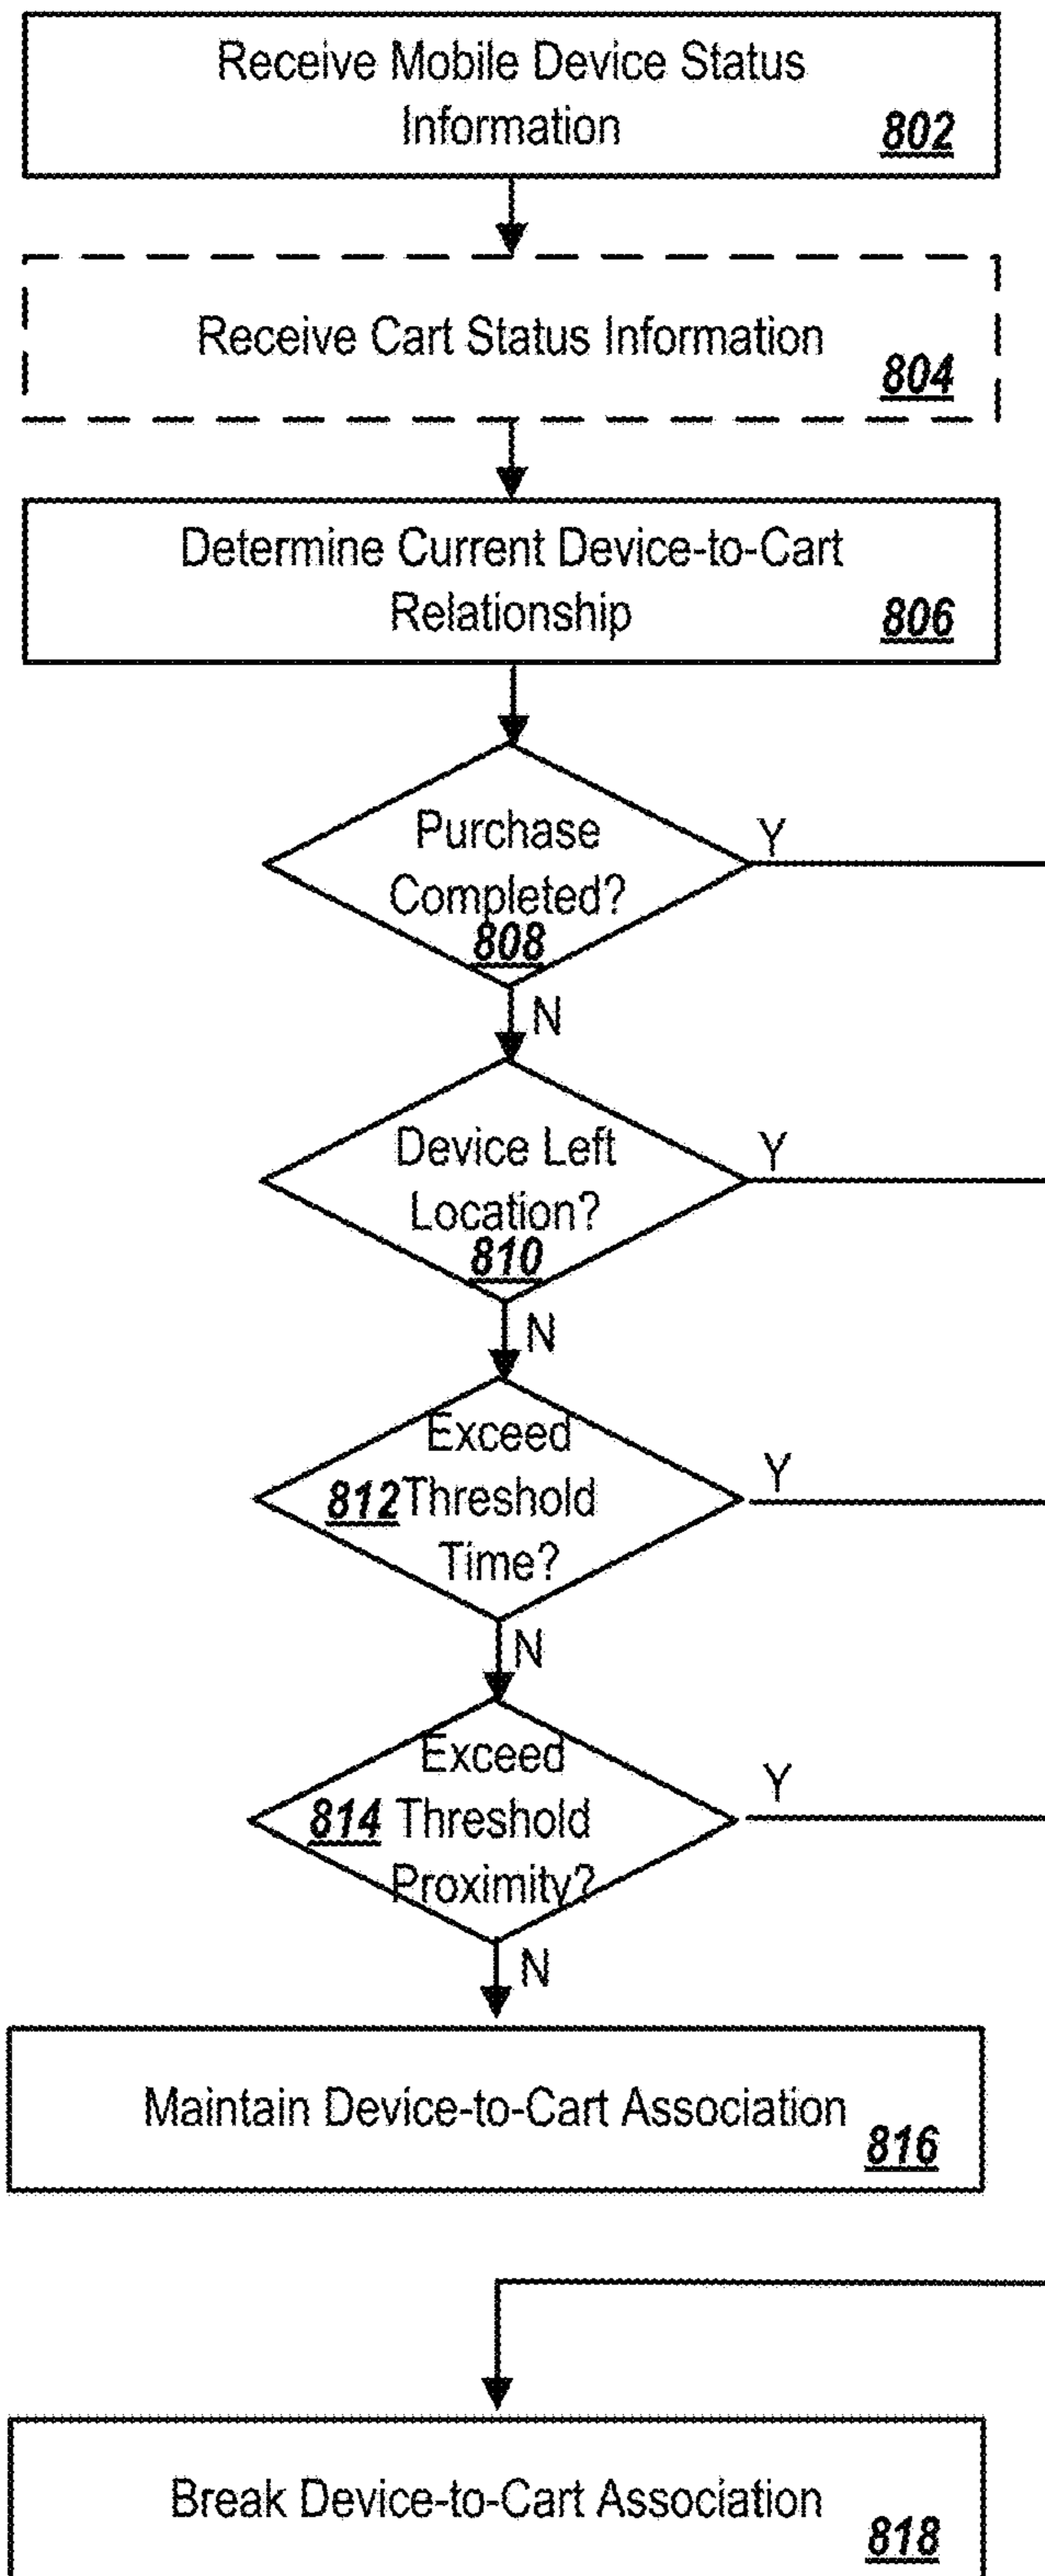 Receive Mobile Device Status
Information
802
Receive Cart Status Information
804
Determine Current Device-to-Cart
Relationship
806
Purchase
Completed?
808
Y
N
Device Left
Location?
810
Y
N
Exceed
812 Threshold
Time?
Y
N
Exceed
814 Threshold
Proximity?
Y
N
Maintain Device-to-Cart Association
816
Break Device-to-Cart Association
818